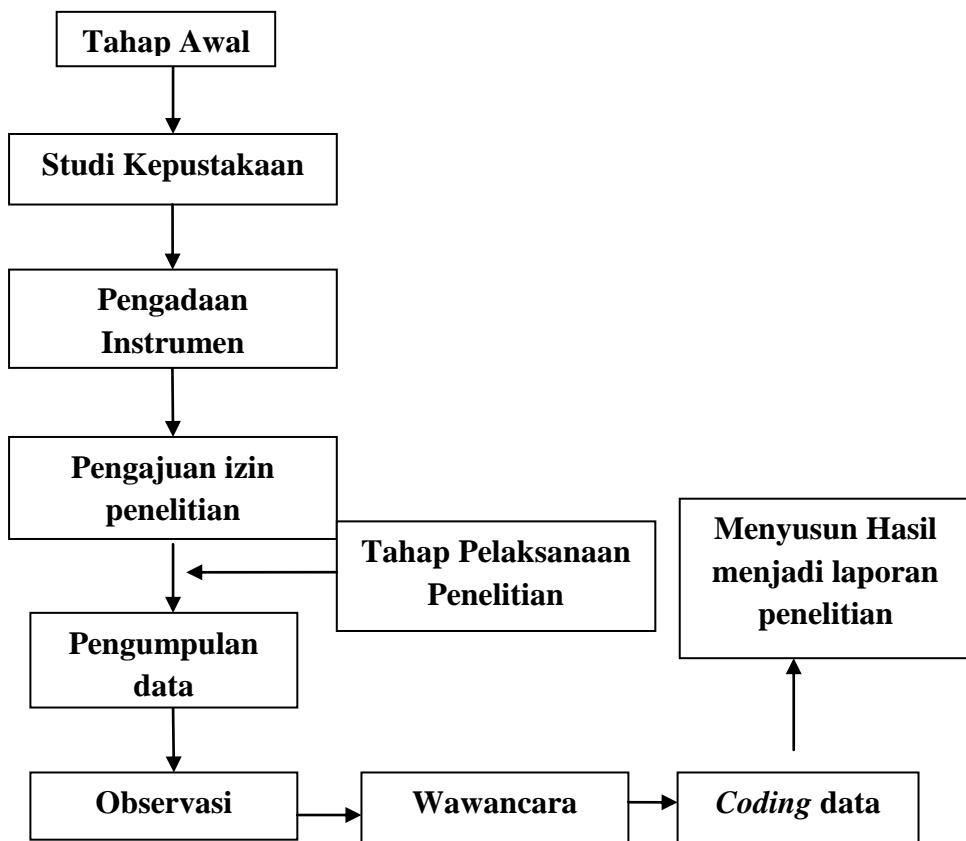 Tahap Awal
Studi Kepustakaan
Pengadaan
Instrumen
Pengajuan izin
penelitian
Tahap Pelaksanaan
Penelitian
Pengumpulan
data
Observasi
Wawancara
Coding data
Menyusun Hasil
menjadi laporan
penelitian